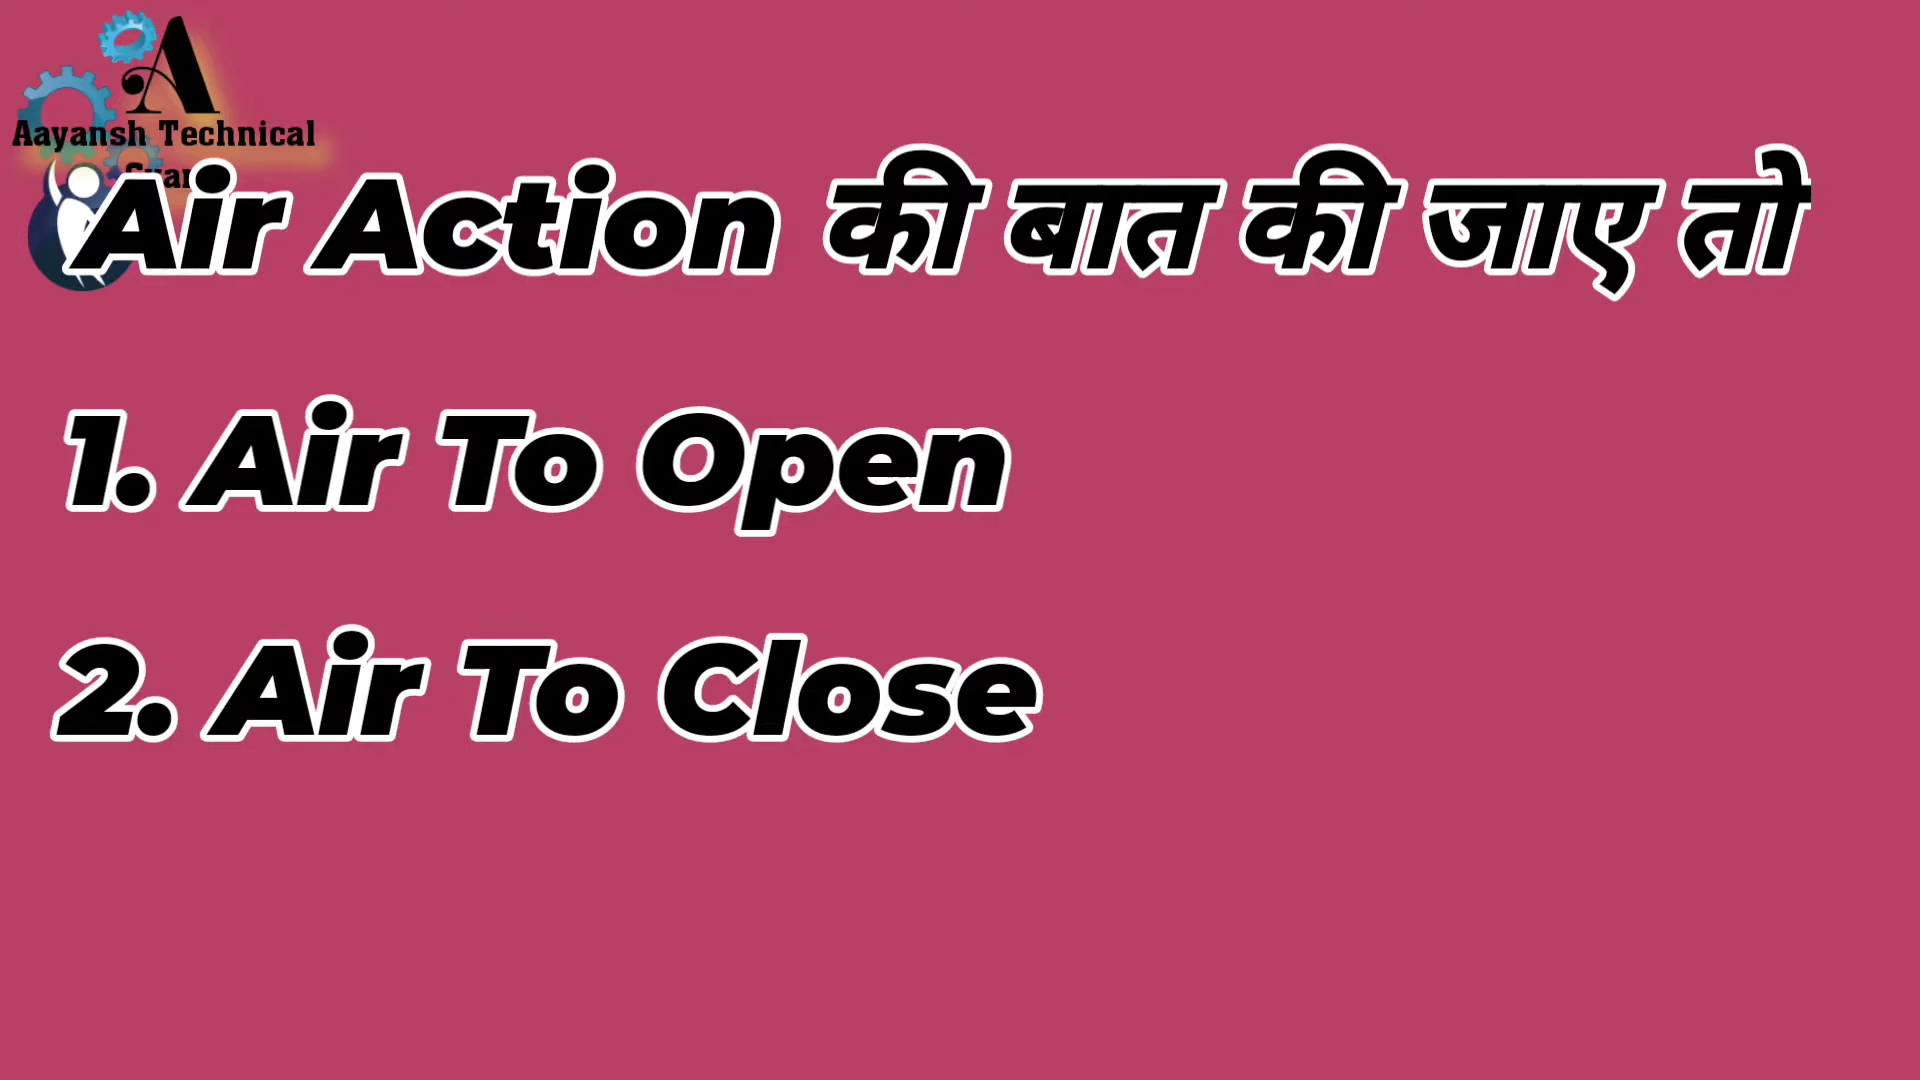 Aayansh Technical
Air Action की बात की जाए तो
1. Air To Open
2. Air To Close